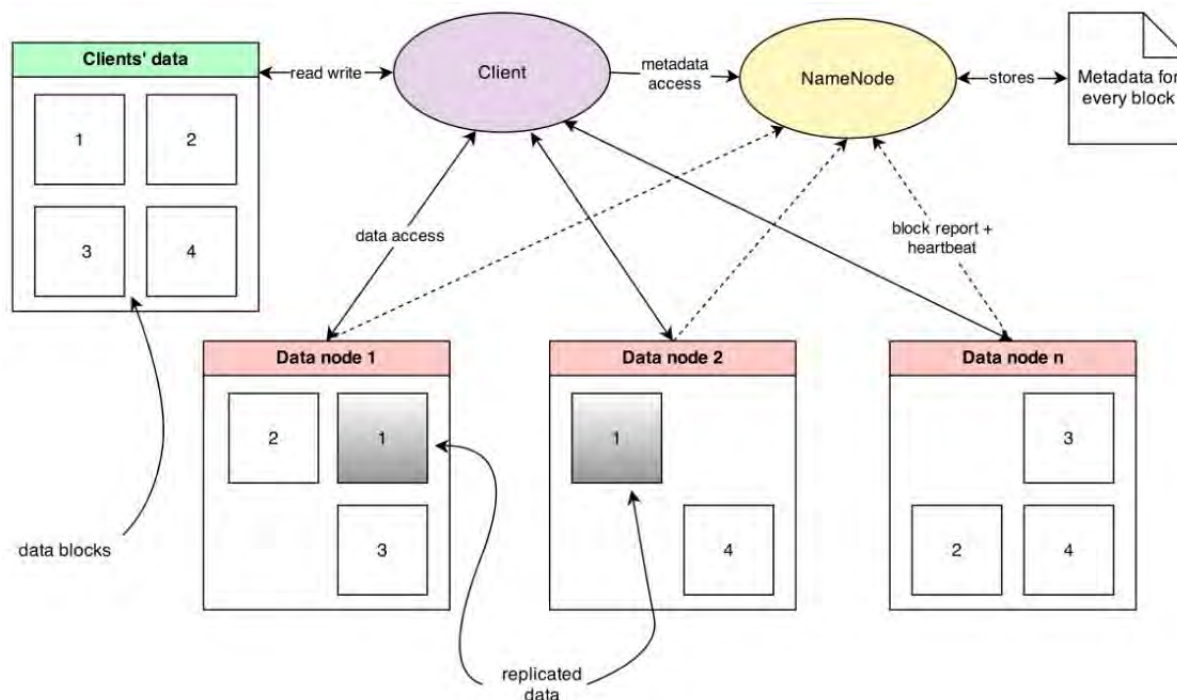 Clients' data
1
2
3
4
read write
Client
metadata
access
NameNode
stores
Metadata for
every block
data access
block report +
heartbeat
Data node 1
2
1
3
Data node 2
1
4
Data node n
3
2
4
data blocks
replicated
data